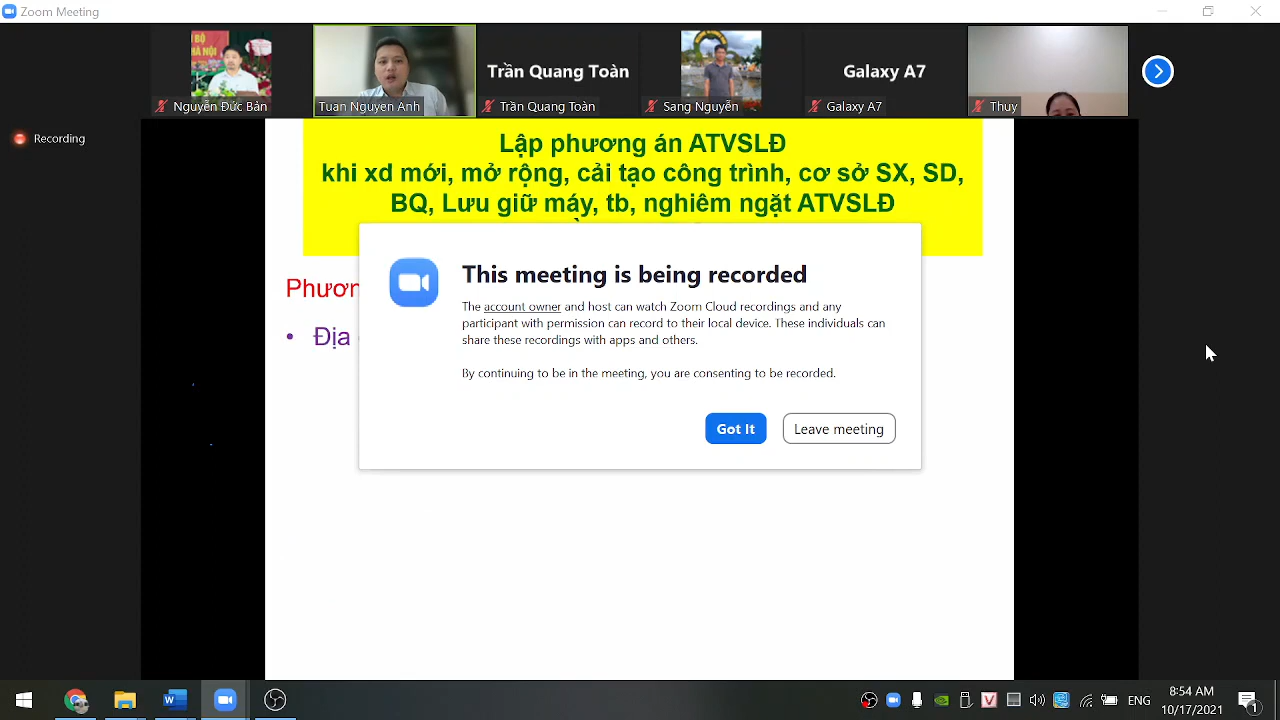 Zoom Meeting
BỘ
HÀ NỘI
Trần Quang Toàn
Galaxy A7
Nguyễn Đức Bản
Tuan Nguyen Anh
Trần Quang Toàn
Sang Nguyễn
Galaxy A7
Thuy
Recording
Lập phương án ATVSLĐ
khi xd mới, mở rộng, cải tạo công trình, cơ sở SX, SD,
BQ, Lưu giữ máy, tb, nghiêm ngặt ATVSLĐ
• Địa
This meeting is being recorded
The account owner and host can watch Zoom Cloud recordings and any
participant with permission can record to their local device. These individuals can
share these recordings with apps and others.
By continuing to be in the meeting, you are consenting to be recorded.
Got It
Leave meeting
ENG
8:54 AM
10/17/2021
1